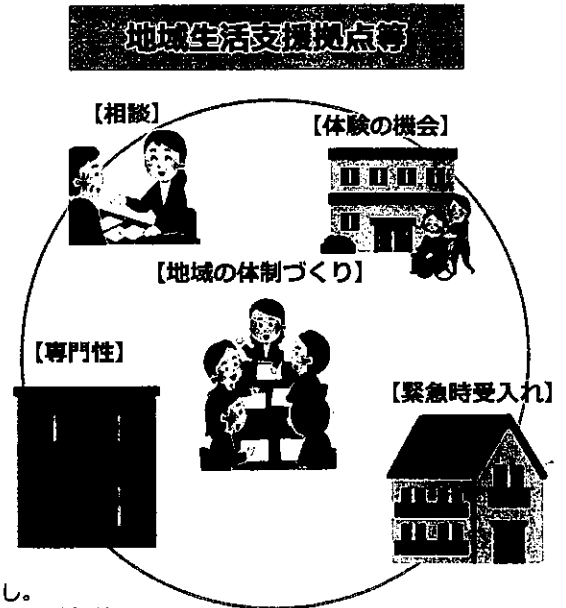 地域生活支援拠点等
【相談】
【体験の機会】
【地域の体制づくり】
【専門性】
【緊急時受入れ】
し。